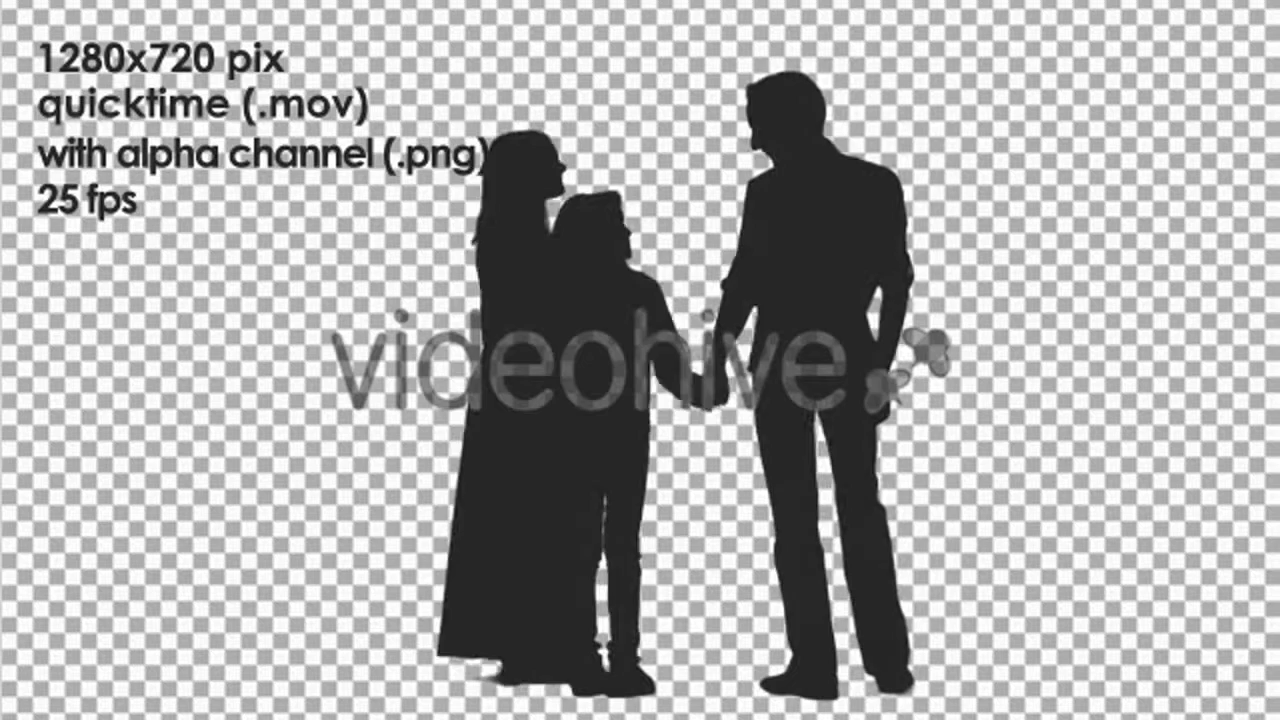 1280x720 pix
quicktime (.mov)
with alpha channel (.png)
25 fps
videohive